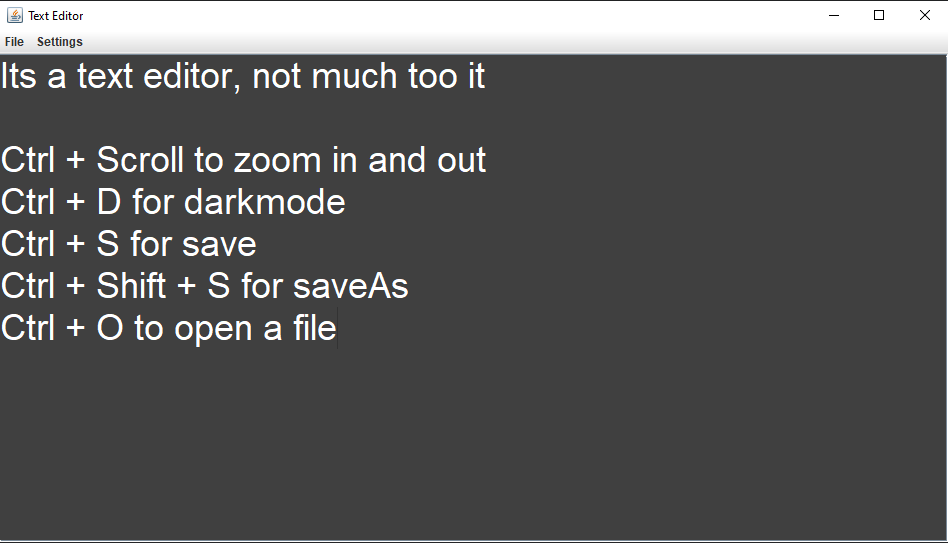 Text Editor
File Settings
Its a text editor, not much too it
Ctrl + Scroll to zoom in and out
Ctrl + D for darkmode
Ctrl + S for save
Ctrl + Shift + S for saveAs
Ctrl + O to open a file